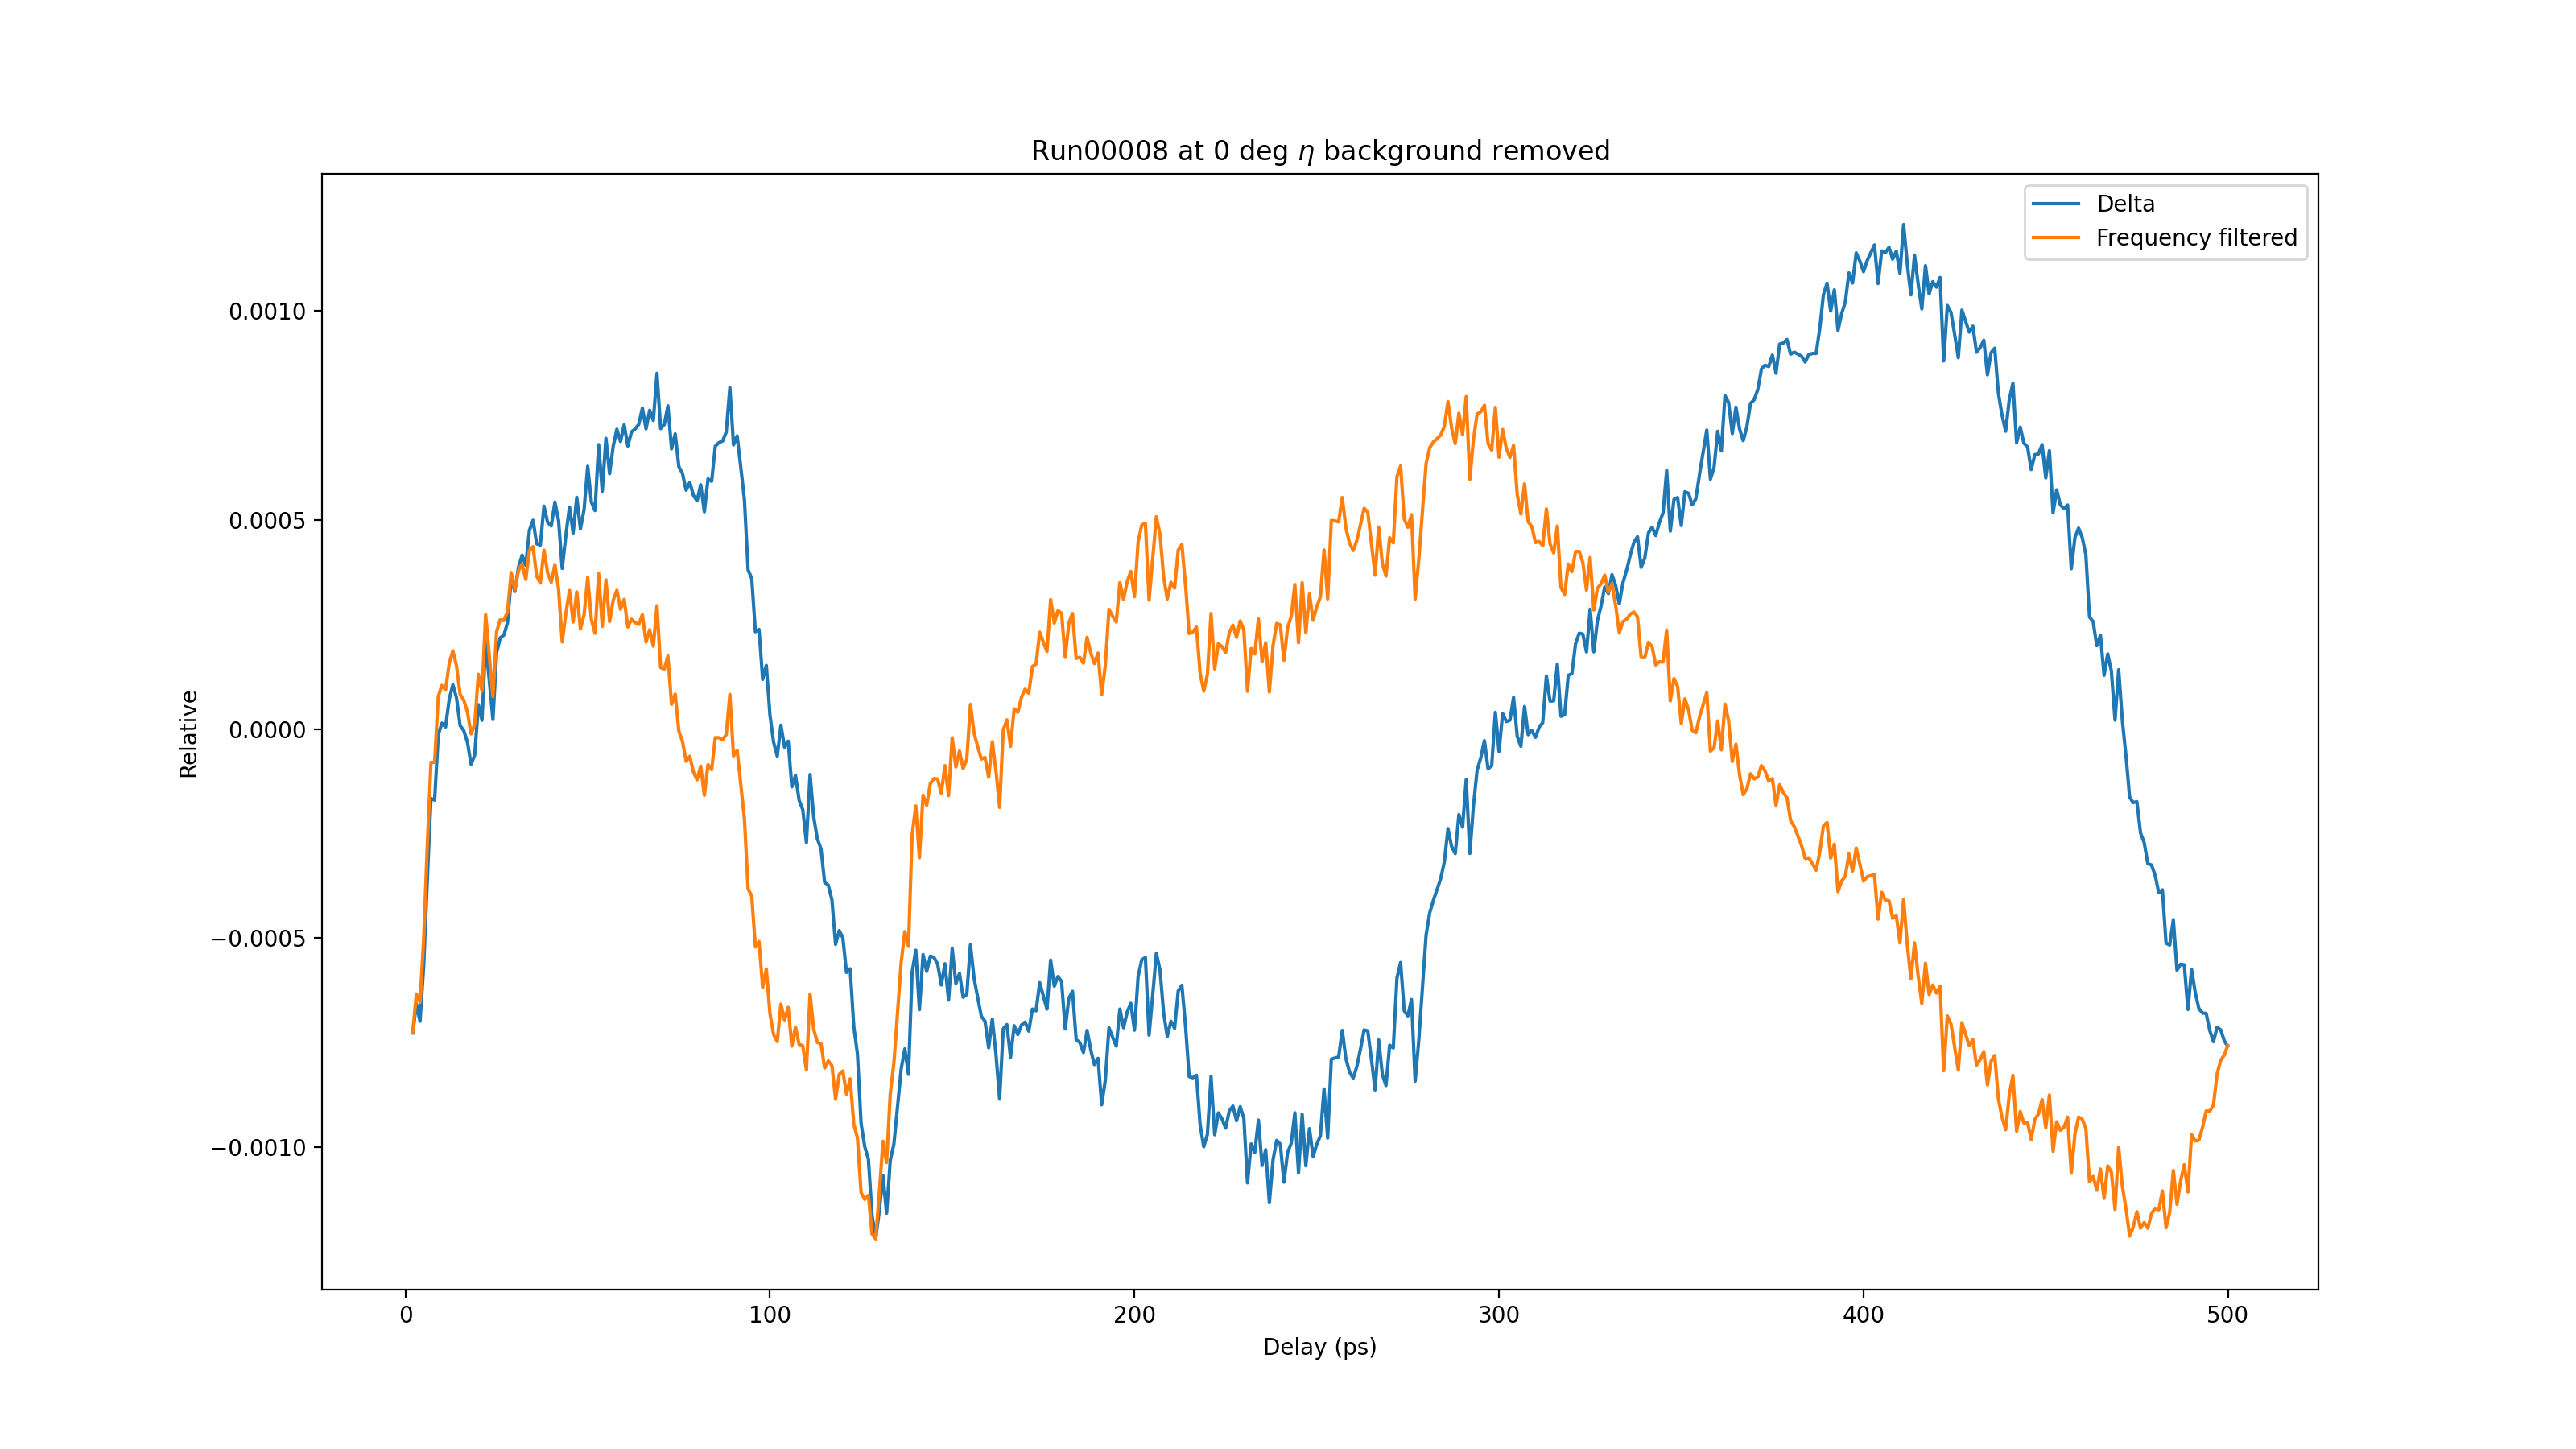 Run00008 at 0 deg η background removed
Delta
Frequency filtered
0.0010
0.0005
0.0000
−0.0005
−0.0010
Relative
0
100
200
300
400
500
Delay (ps)